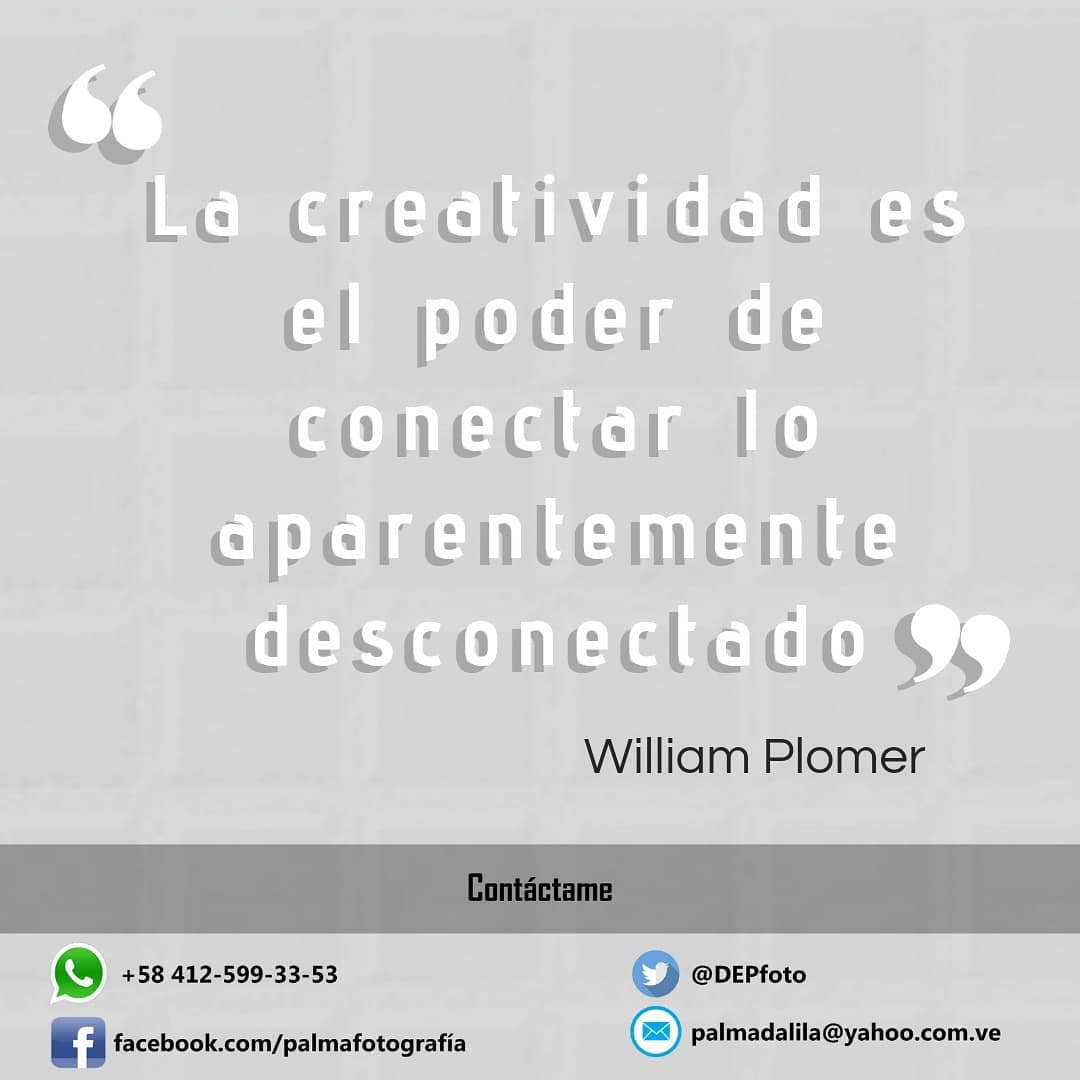 “
La creatividad es
el poder de
conectar lo
aparentemente
desconectado ”
William Plomer
Contáctame
+58 412-599-33-53
@DEPfoto
facebook.com/palmafotografía
palmadalila@yahoo.com.ve